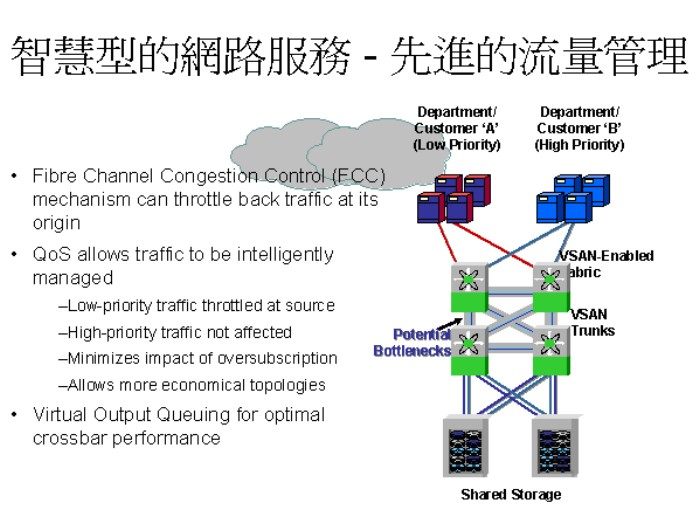 智慧型的網路服務 - 先進的流量管理
• Fibre Channel Congestion Control (FCC)
mechanism can throttle back traffic at its
origin
• QoS allows traffic to be intelligently
managed
–Low-priority traffic throttled at source
–High-priority traffic not affected
–Minimizes impact of oversubscription
–Allows more economical topologies
• Virtual Output Queuing for optimal
crossbar performance
Department/
Customer ‘A’
(Low Priority)
Department/
Customer ‘B’
(High Priority)
VSAN-Enabled
abric
VSAN
Trunks
Potential
Bottlenecks
Shared Storage